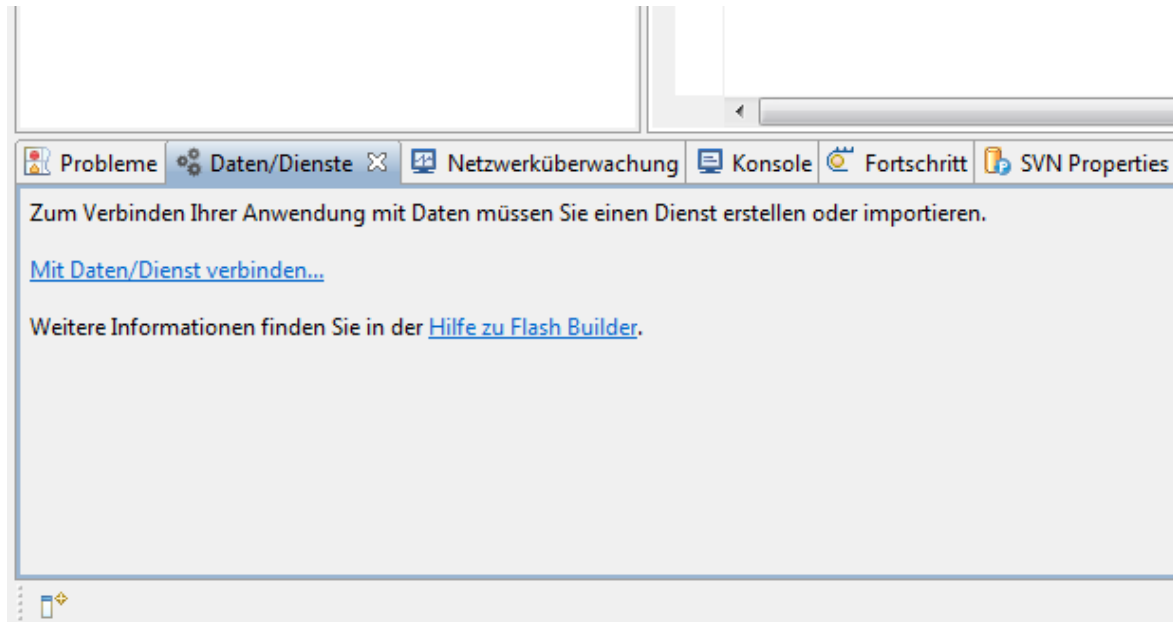 Probleme Daten/Dienste Netzwerküberwachung Konsole Fortschritt SVN Properties
Zum Verbinden Ihrer Anwendung mit Daten müssen Sie einen Dienst erstellen oder importieren.
Mit Daten/Dienst verbinden...
Weitere Informationen finden Sie in der Hilfe zu Flash Builder.